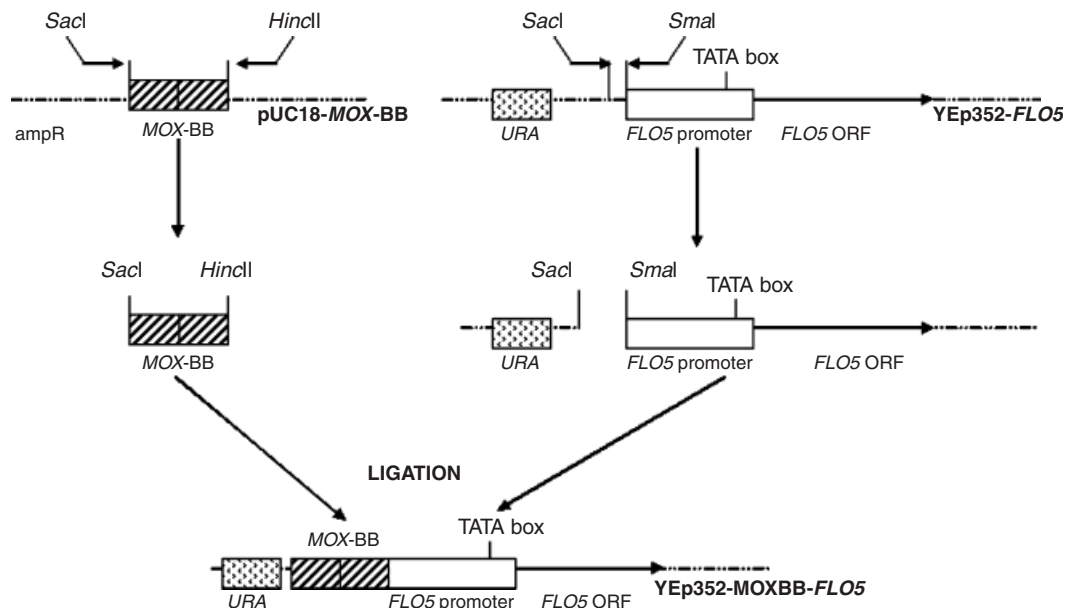 SacI HincII SacI SmaI
TATA box
ampR MOX-BB pUC18-MOX-BB URA FLO5 promoter FLO5 ORF YEp352-FLO5
SacI HincII SacI SmaI
TATA box
MOX-BB URA FLO5 promoter FLO5 ORF
LIGATION
MOX-BB TATA box
URA FLO5 promoter FLO5 ORF YEp352-MOXBB-FLO5